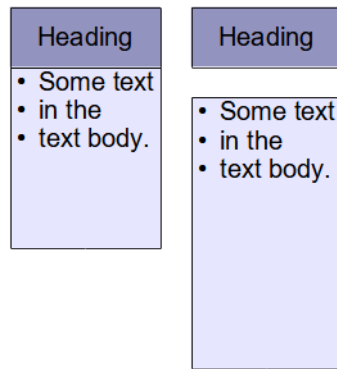 Heading
• Some text
• in the
• text body.
Heading
• Some text
• in the
• text body.